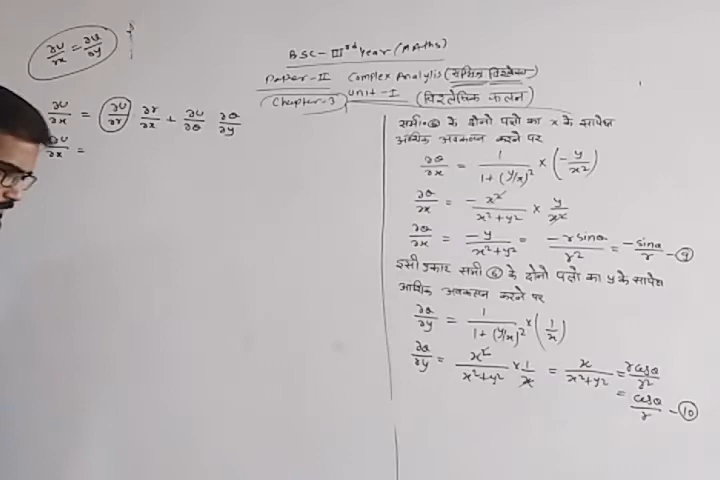 ∂U/∂x = ∂U/∂y
BSC-IIIrd Year (Maths)
Paper-II Complex Analysis (सम्मिश्र विश्लेषण)
Unit-I
Chapter-3 (विश्लेषिक फलन)
∂U/∂x = ∂U/∂r ∂r/∂x + ∂U/∂θ ∂θ/∂y
∂U/∂x =
समी० ⑥ के दोनो पक्षो का x के सापेक्ष
आंशिक अवकलन करने पर
∂θ/∂x = 1/(1+(y/x)²) × (-y/x²)
∂θ/∂x = -x²/(x²+y²) × y/x²
∂θ/∂x = -y/(x²+y²) = -r sinθ/r² = -sinθ/r -⑨
इसी प्रकार समी ⑥ के दोनो पक्षो का y के सापेक्ष
आंशिक अवकलन करने पर
∂θ/∂y = 1/(1+(y/x)²) × (1/x)
∂θ/∂y = x²/(x²+y²) × 1/x = x/(x²+y²) = r cosθ/r²
= cosθ/r -⑩